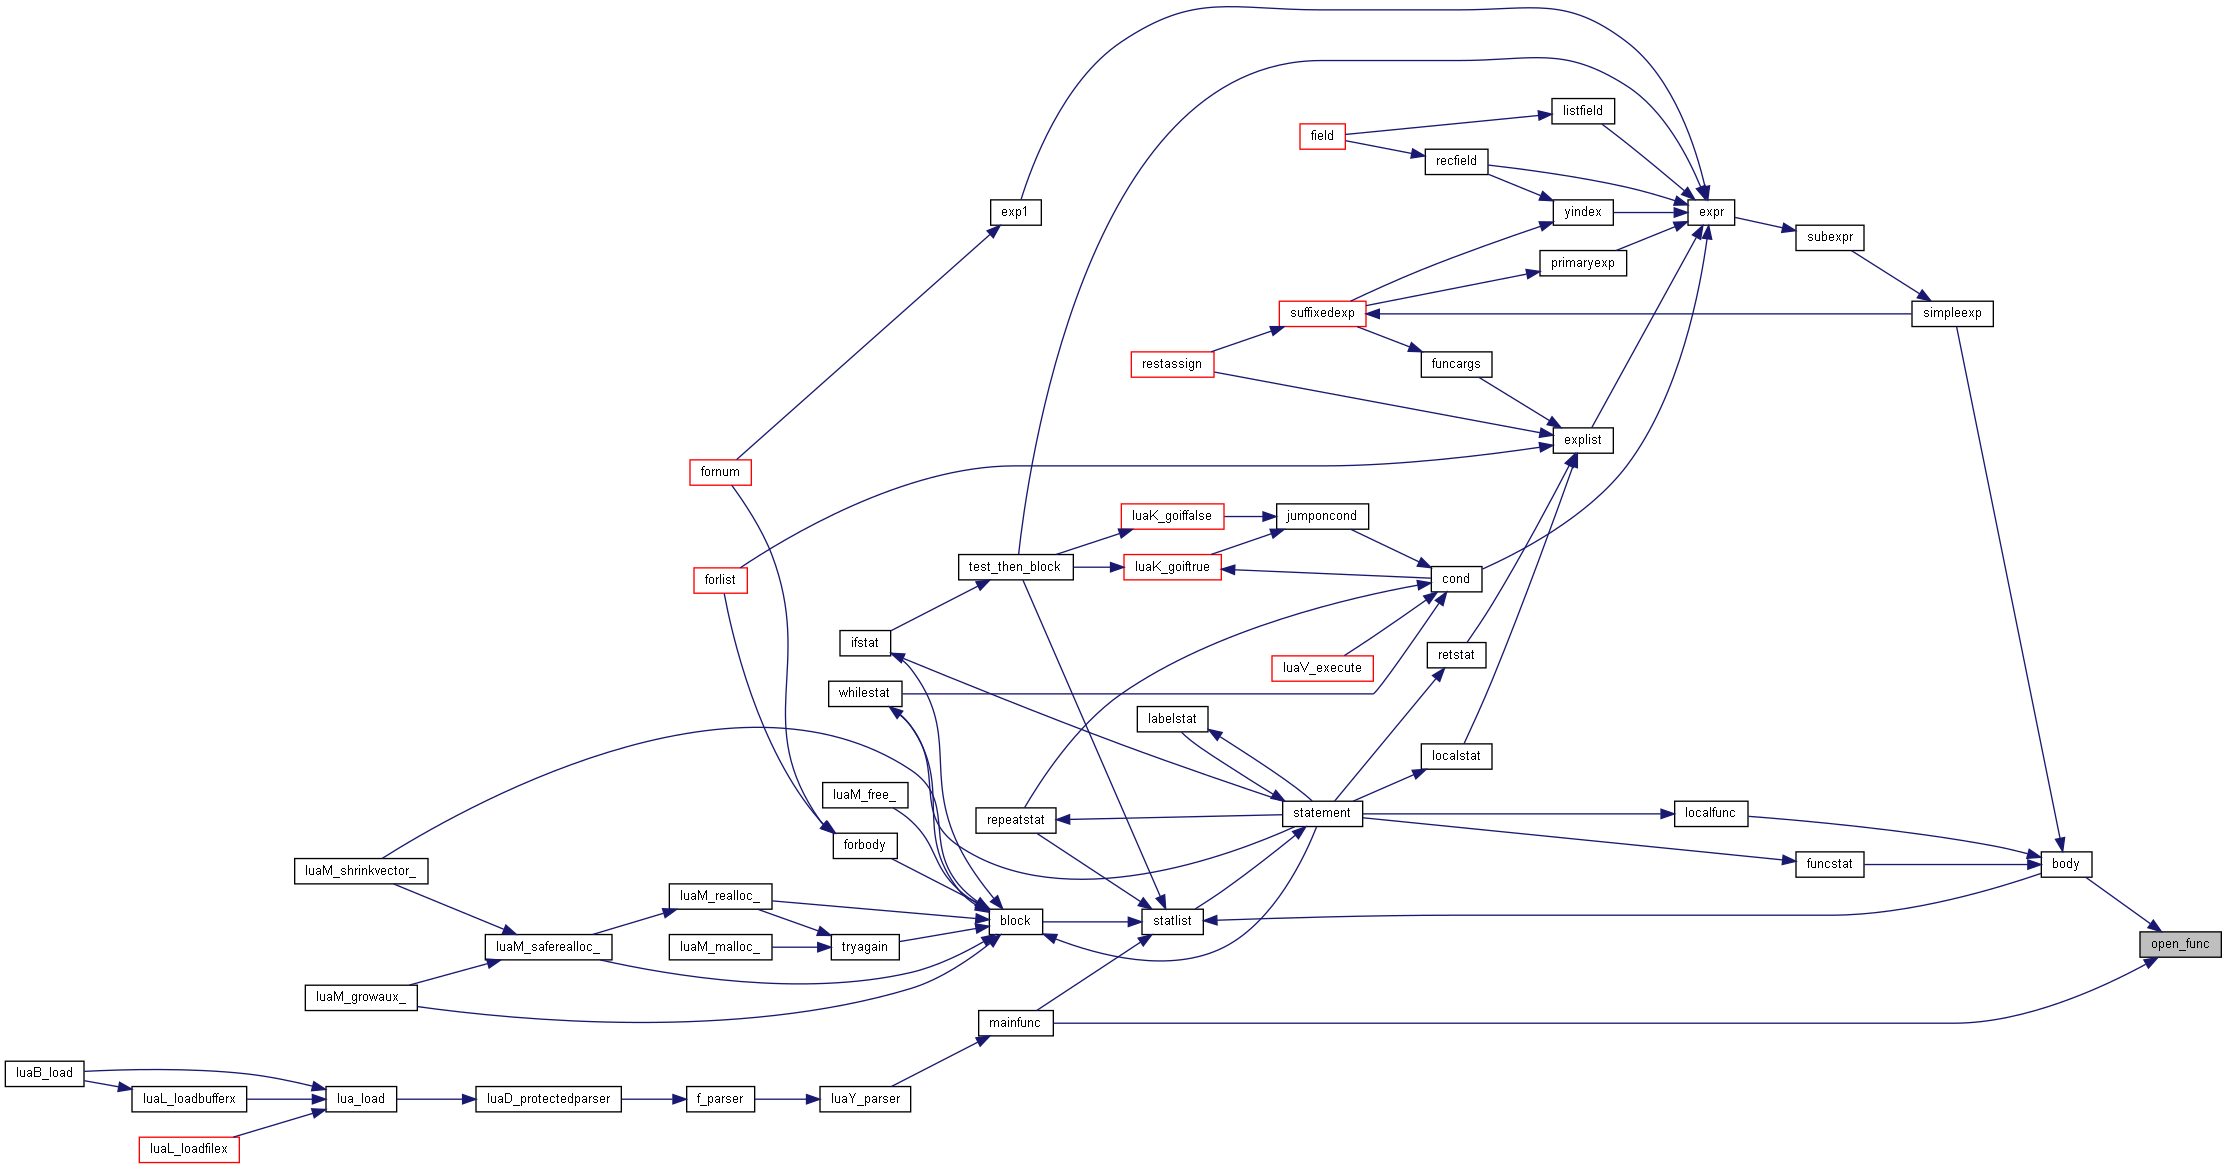 listfield
field
recfield
exp1
yindex
expr
subexpr
primaryexp
suffixedexp
simpleexp
restassign
funcargs
explist
fornum
luaK_goiffalse
jumponcond
test_then_block
luaK_goiftrue
cond
forlist
ifstat
retstat
luaV_execute
whilestat
labelstat
localstat
luaM_free_
repeatstat
statement
localfunc
forbody
luaM_shrinkvector_
funcstat
body
luaM_realloc_
block
statlist
luaM_saferealloc_
luaM_malloc_
tryagain
open_func
luaM_growaux_
mainfunc
luaB_load
luaL_loadbufferx
lua_load
luaD_protectedparser
f_parser
luaY_parser
luaL_loadfilex